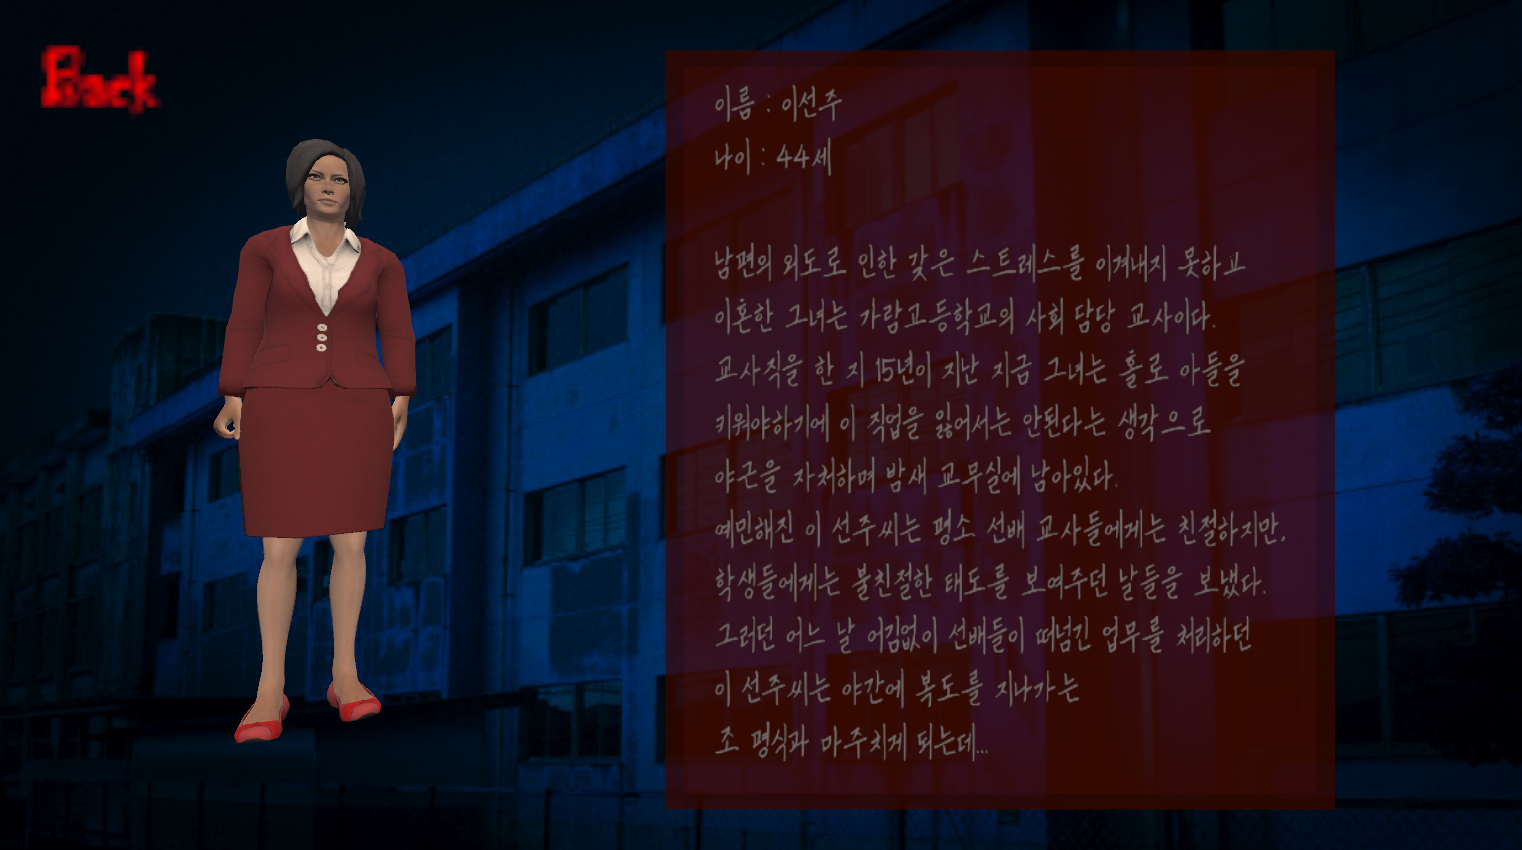 Back
이름 : 이선주
나이 : 44세
남편의 외도로 인한 갖은 스트레스를 이겨내지 못하고
이혼한 그녀는 가람고등학교의 사회 담당 교사이다.
교사직을 한 지 15년이 지난 지금 그녀는 홀로 아들을
키워야하기에 이 직업을 잃어서는 안된다는 생각으로
야근을 자처하며 밤새 교무실에 남아있다.
예민해진 이 선주씨는 평소 선배 교사들에게는 친절하지만,
학생들에게는 불친절한 태도를 보여주던 날들을 보냈다.
그러던 어느 날 어김없이 선배들이 떠넘긴 업무를 처리하던
이 선주씨는 야간에 복도를 지나가는
조 평식과 마주치게 되는데...